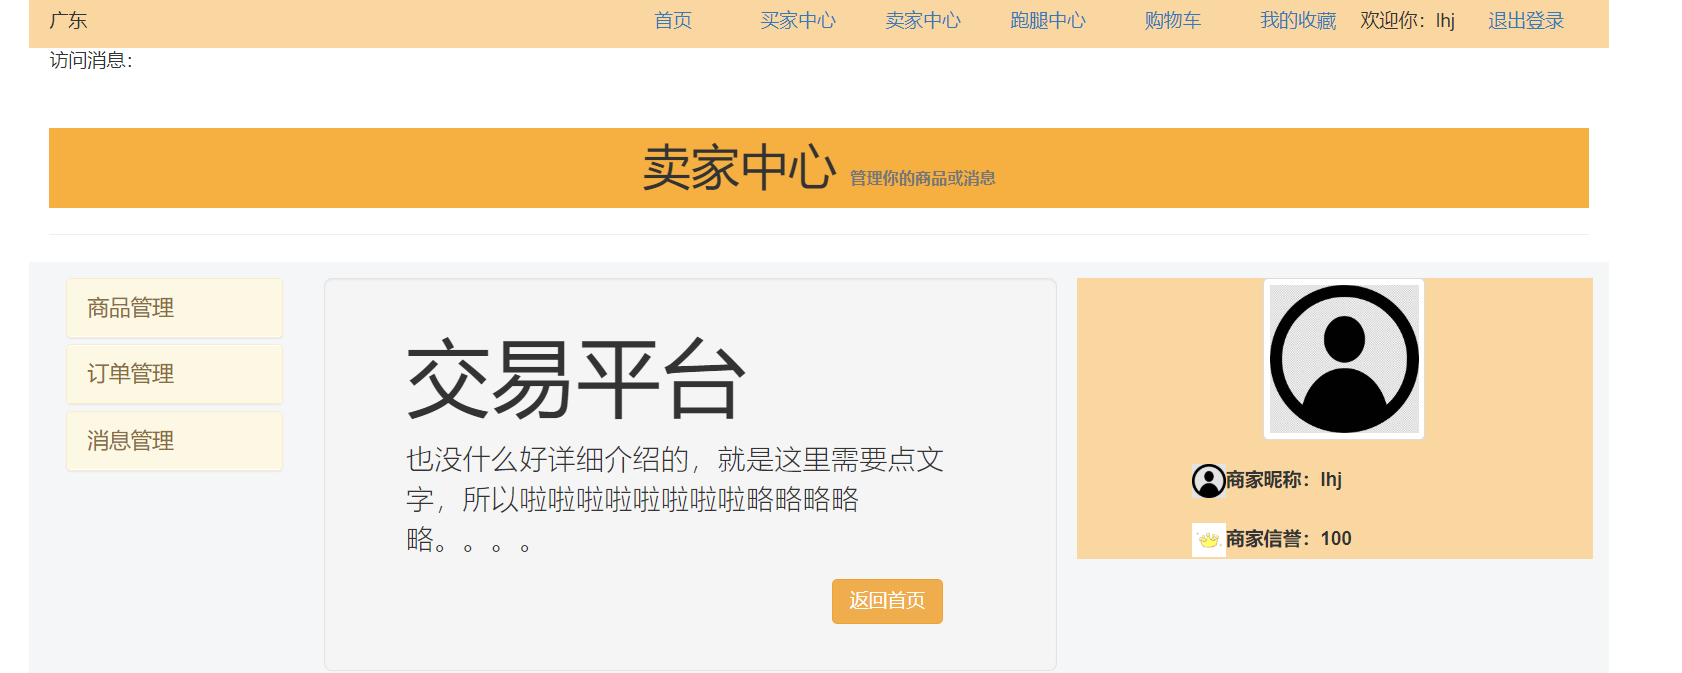 广东 首页 买家中心 卖家中心 跑腿中心 购物车 我的收藏 欢迎你：lhj 退出登录
访问消息：
卖家中心 管理你的商品或消息
商品管理
订单管理
消息管理
交易平台
也没什么好详细介绍的，就是这里需要点文
字，所以啦啦啦啦啦啦啦啦略略略略
略。。。。
返回首页
商家昵称：lhj
商家信誉：100